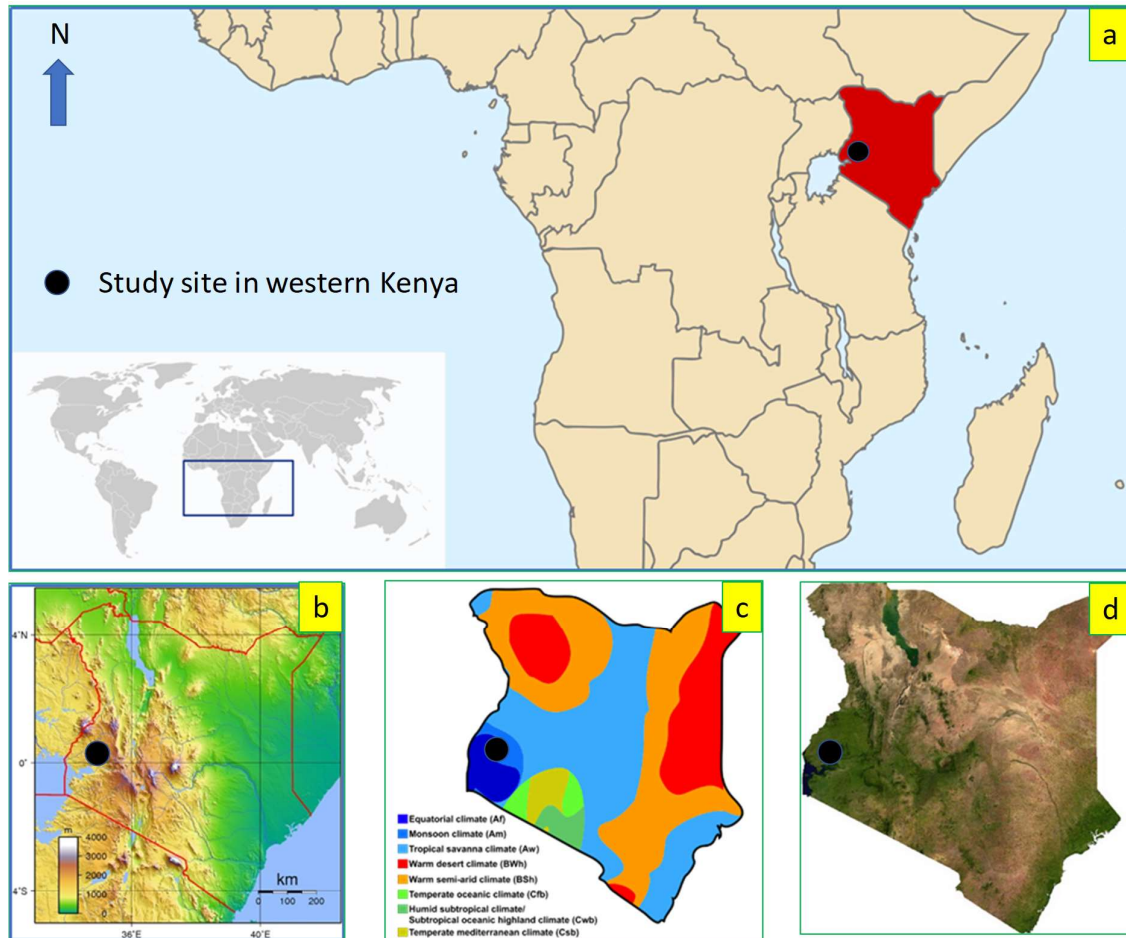 N
a
Study site in western Kenya
b
4°N
0°
4°S
m
4000
3000
2000
1000
0
km
0 100 200
36°E
40°E
c
Equatorial climate (Af)
Monsoon climate (Am)
Tropical savanna climate (Aw)
Warm desert climate (BWh)
Warm semi-arid climate (BSh)
Temperate oceanic climate (Cfb)
Humid subtropical climate/
Subtropical oceanic highland climate (Cwb)
Temperate mediterranean climate (Csb)
d